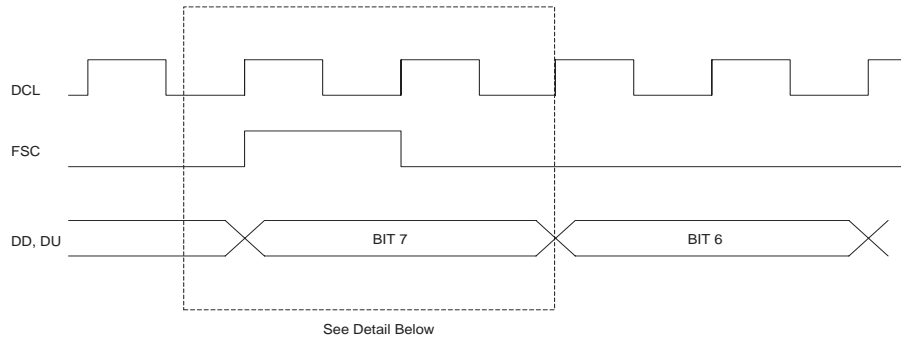 DCL
FSC
DD, DU
BIT 7
BIT 6
See Detail Below